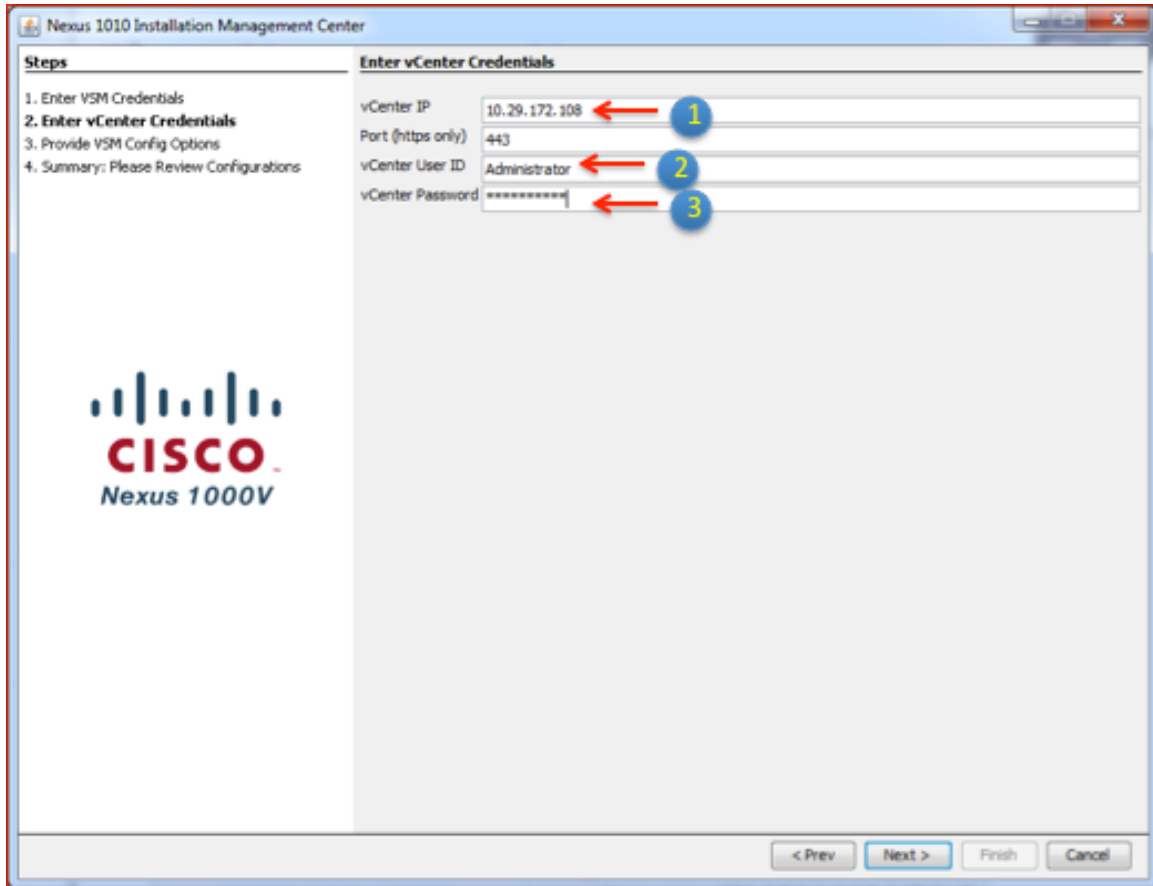 Nexus 1010 Installation Management Center
Steps
1. Enter VSM Credentials
2. Enter vCenter Credentials
3. Provide VSM Config Options
4. Summary: Please Review Configurations
CISCO
Nexus 1000V
Enter vCenter Credentials
vCenter IP 10.29.172.108 1
Port (https only) 443
vCenter User ID Administrator 2
vCenter Password ********** 3
< Prev Next > Finish Cancel